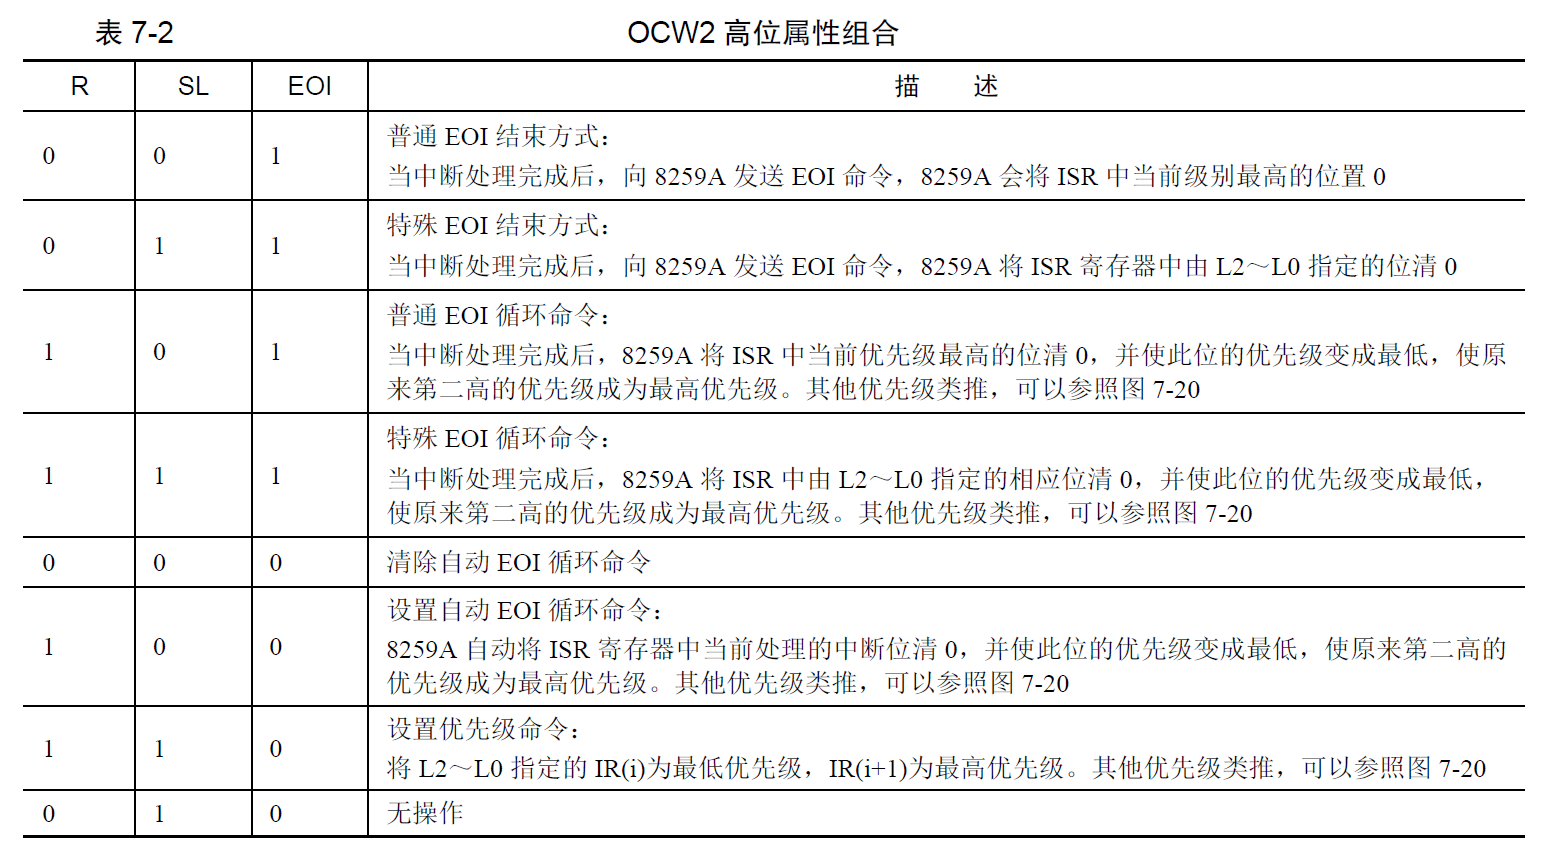 表 7-2 OCW2 高位属性组合
R SL EOI 描 述
普通 EOI 结束方式：
0 0 1 当中断处理完成后，向 8259A 发送 EOI 命令，8259A 会将 ISR 中当前级别最高的位置 0
特殊 EOI 结束方式：
0 1 1 当中断处理完成后，向 8259A 发送 EOI 命令，8259A 将 ISR 寄存器中由 L2～L0 指定的位清 0
普通 EOI 循环命令：
1 0 1 当中断处理完成后，8259A 将 ISR 中当前优先级最高的位清 0，并使此位的优先级变成最低，使原
来第二高的优先级成为最高优先级。其他优先级类推，可以参照图 7-20
特殊 EOI 循环命令：
1 1 1 当中断处理完成后，8259A 将 ISR 中由 L2～L0 指定的相应位清 0，并使此位的优先级变成最低，
使原来第二高的优先级成为最高优先级。其他优先级类推，可以参照图 7-20
0 0 0 清除自动 EOI 循环命令
设置自动 EOI 循环命令：
1 0 0 8259A 自动将 ISR 寄存器中当前处理的中断位清 0，并使此位的优先级变成最低，使原来第二高的
优先级成为最高优先级。其他优先级类推，可以参照图 7-20
设置优先级命令：
1 1 0 将 L2～L0 指定的 IR(i)为最低优先级，IR(i+1)为最高优先级。其他优先级类推，可以参照图 7-20
0 1 0 无操作